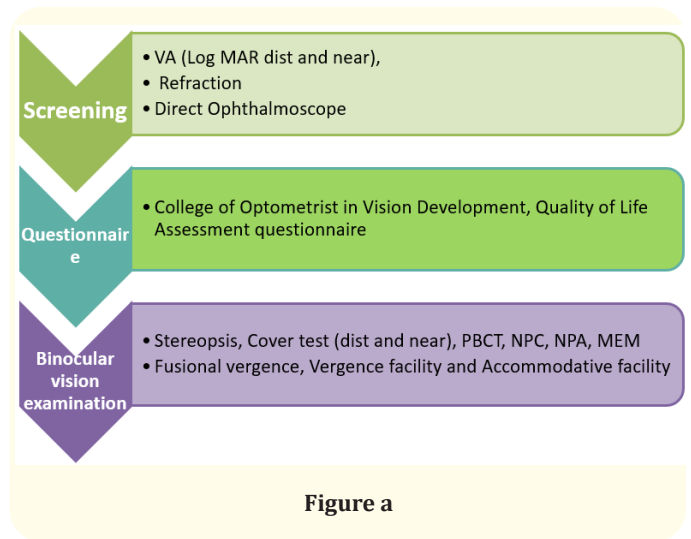 Screening
• VA (Log MAR dist and near),
• Refraction
• Direct Ophthalmoscope
Questionnair
e
• College of Optometrist in Vision Development, Quality of Life
Assessment questionnaire
Binocular
vision
examination
• Stereopsis, Cover test (dist and near), PBCT, NPC, NPA, MEM
• Fusional vergence, Vergence facility and Accommodative facility
Figure a